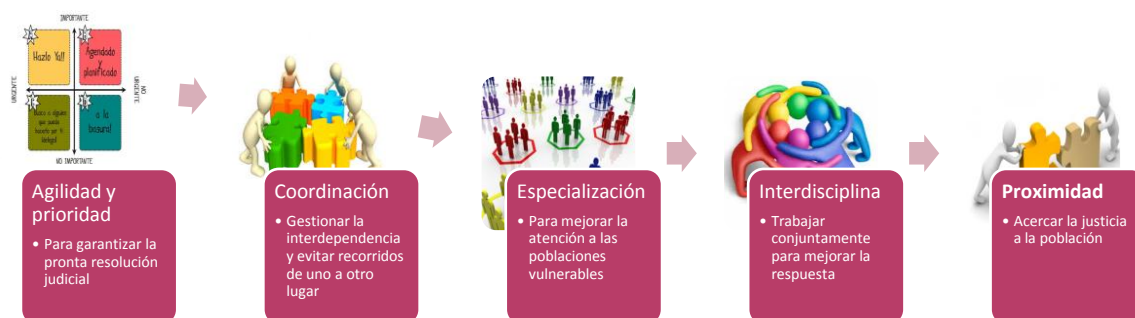 IMPORTANTE
Hazlo Ya!!
Agendado
y
planificado
URGENTE
NO
URGENTE
a la
basura!
NO IMPORTANTE
Agilidad y
prioridad
• Para garantizar la
pronta resolución
judicial
Coordinación
• Gestionar la
interdependencia
y evitar recorridos
de uno a otro
lugar
Especialización
• Para mejorar la
atención a las
poblaciones
vulnerables
Interdisciplina
• Trabajar
conjuntamente
para mejorar la
respuesta
Proximidad
• Acercar la justicia
a la población